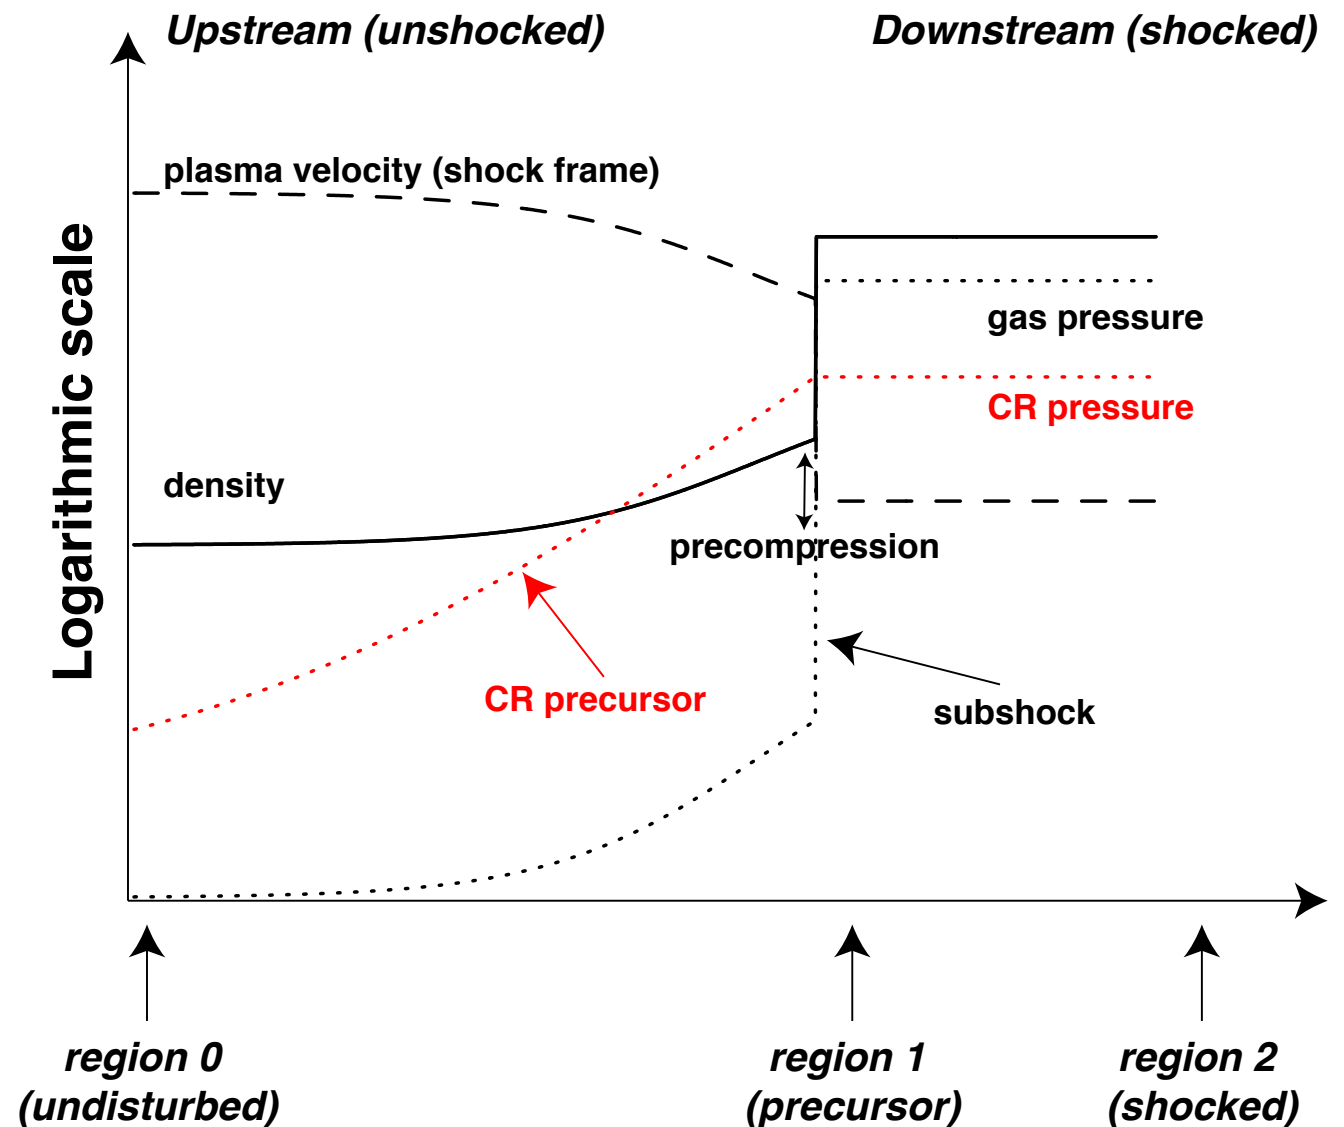 Upstream (unshocked)
Downstream (shocked)
plasma velocity (shock frame)
Logarithmic scale
gas pressure
CR pressure
density
precompression
CR precursor
subshock
region 0
(undisturbed)
region 1
(precursor)
region 2
(shocked)